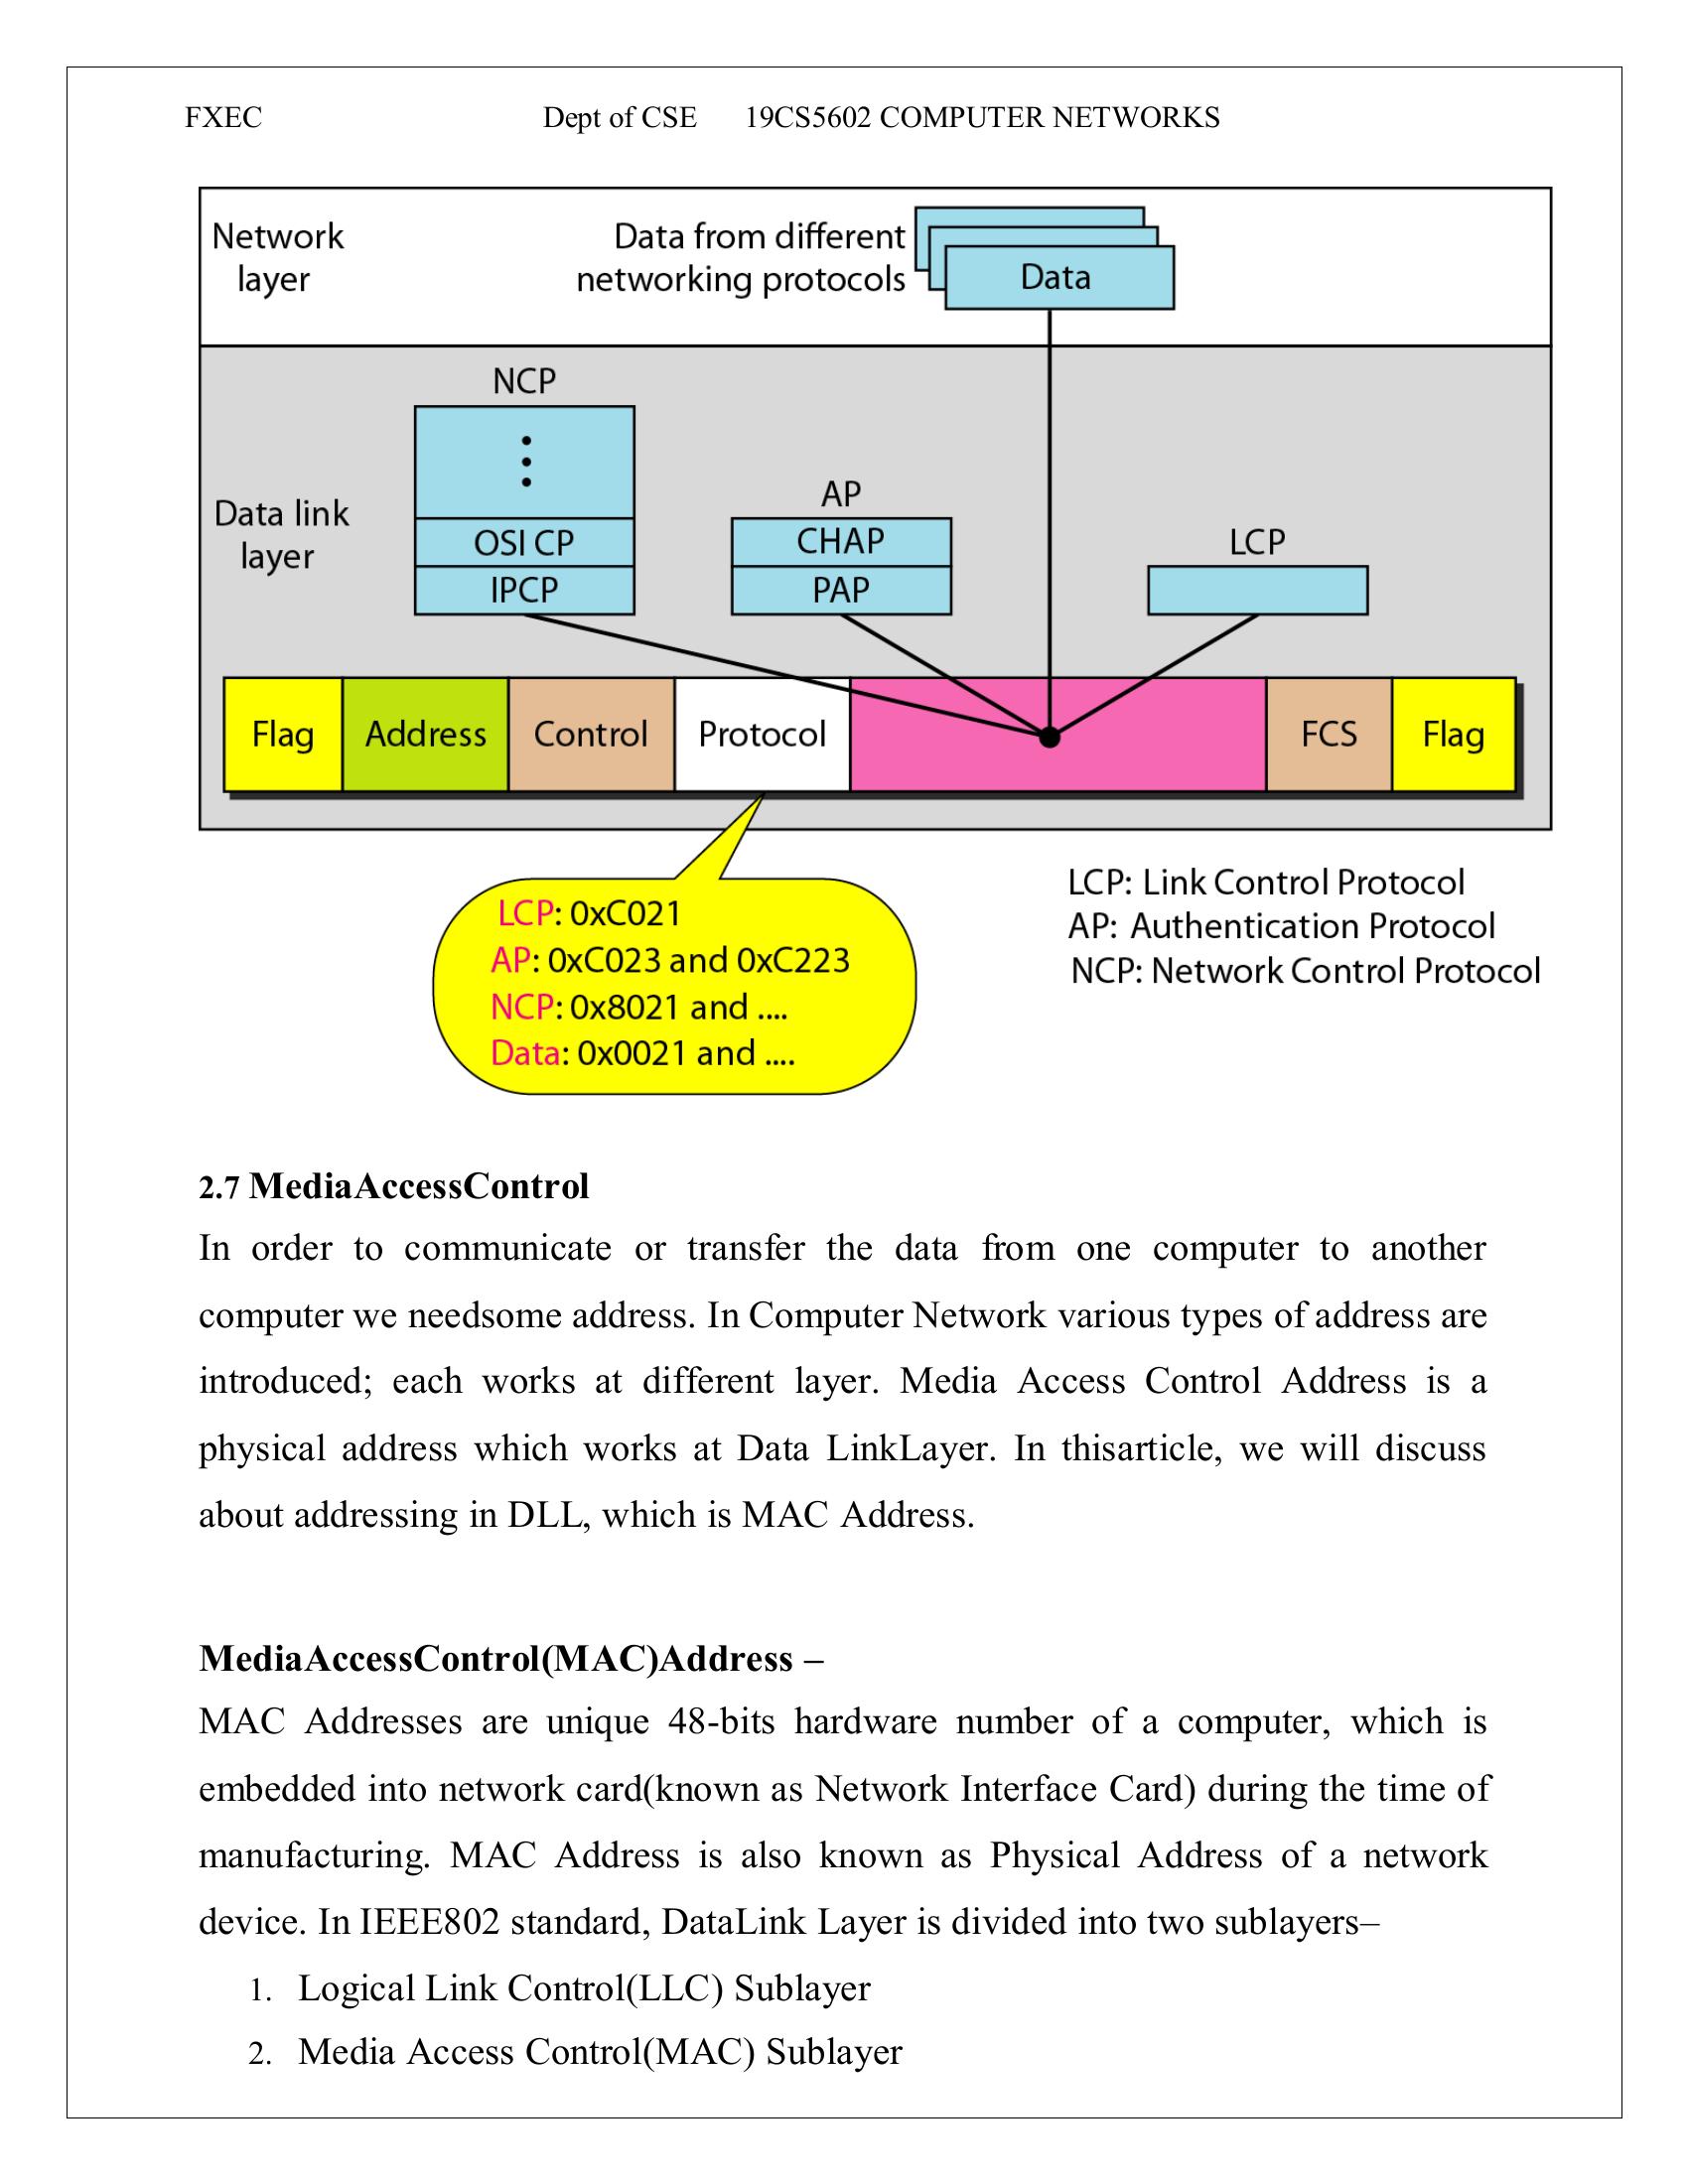 FXEC Dept of CSE 19CS5602 COMPUTER NETWORKS
Network
layer
Data from different
networking protocols
Data
NCP
OSI CP
IPCP
Data link
layer
AP
CHAP
PAP
LCP
Flag Address Control Protocol FCS Flag
LCP: 0xC021
AP: 0xC023 and 0xC223
NCP: 0x8021 and ....
Data: 0x0021 and ....
LCP: Link Control Protocol
AP: Authentication Protocol
NCP: Network Control Protocol
2.7 MediaAccessControl
In order to communicate or transfer the data from one computer to another
computer we needsome address. In Computer Network various types of address are
introduced; each works at different layer. Media Access Control Address is a
physical address which works at Data LinkLayer. In thisarticle, we will discuss
about addressing in DLL, which is MAC Address.
MediaAccessControl(MAC)Address –
MAC Addresses are unique 48-bits hardware number of a computer, which is
embedded into network card(known as Network Interface Card) during the time of
manufacturing. MAC Address is also known as Physical Address of a network
device. In IEEE802 standard, DataLink Layer is divided into two sublayers–
1. Logical Link Control(LLC) Sublayer
2. Media Access Control(MAC) Sublayer